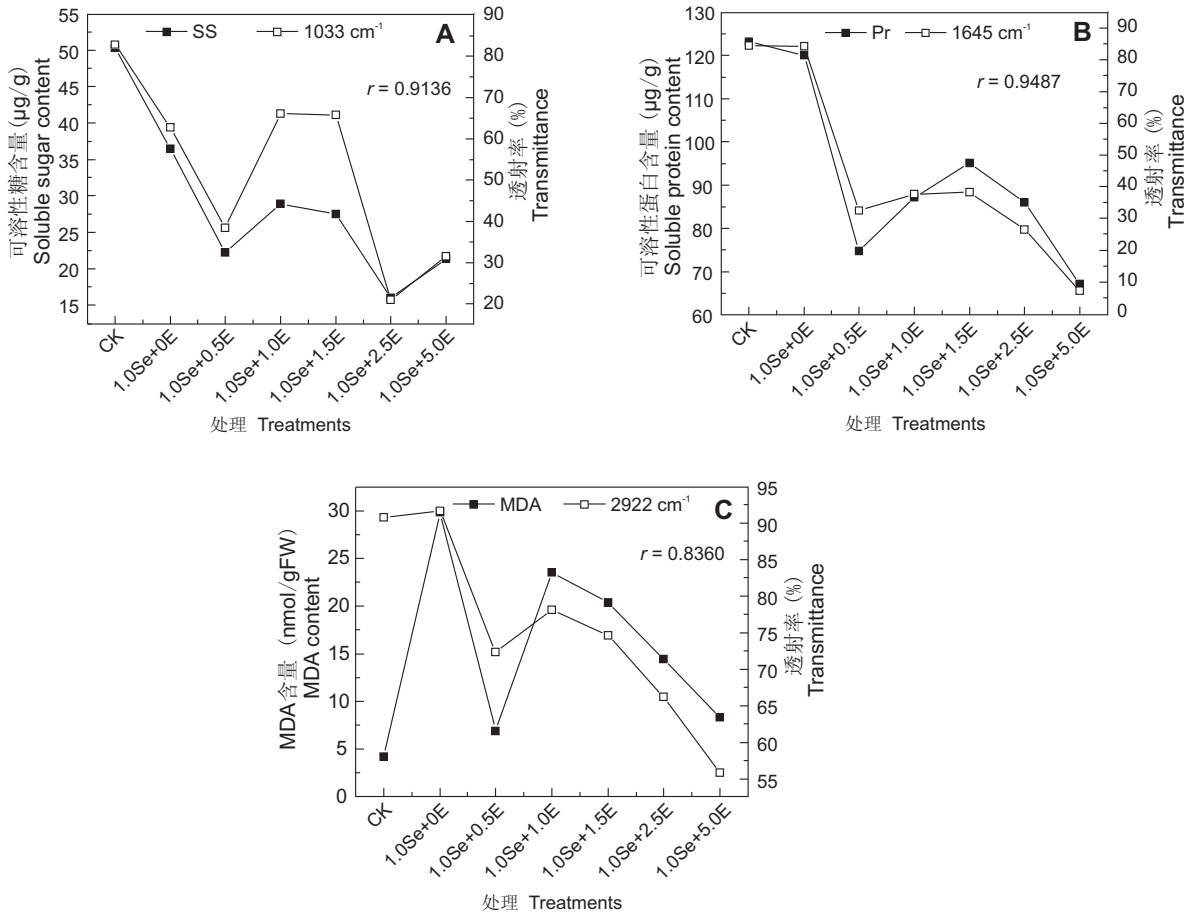 SS 1033 cm⁻¹ A
r = 0.9136
可溶性糖含量 (μg/g)
Soluble sugar content
55
50
45
40
35
30
25
20
15
90
80
70
60
50
40
30
20
透射率 (%)
Transmittance
CK
1.0Se+0E
1.0Se+0.5E
1.0Se+1.0E
1.0Se+1.5E
1.0Se+2.5E
1.0Se+5.0E
处理 Treatments
Pr 1645 cm⁻¹ B
r = 0.9487
可溶性蛋白含量 (μg/g)
Soluble protein content
130
120
110
100
90
80
70
60
90
80
70
60
50
40
30
20
10
0
透射率 (%)
Transmittance
CK
1.0Se+0E
1.0Se+0.5E
1.0Se+1.0E
1.0Se+1.5E
1.0Se+2.5E
1.0Se+5.0E
处理 Treatments
MDA 2922 cm⁻¹ C
r = 0.8360
MDA含量 (nmol/gFW)
MDA content
30
25
20
15
10
5
0
95
90
85
80
75
70
65
60
55
透射率 (%)
Transmittance
CK
1.0Se+0E
1.0Se+0.5E
1.0Se+1.0E
1.0Se+1.5E
1.0Se+2.5E
1.0Se+5.0E
处理 Treatments